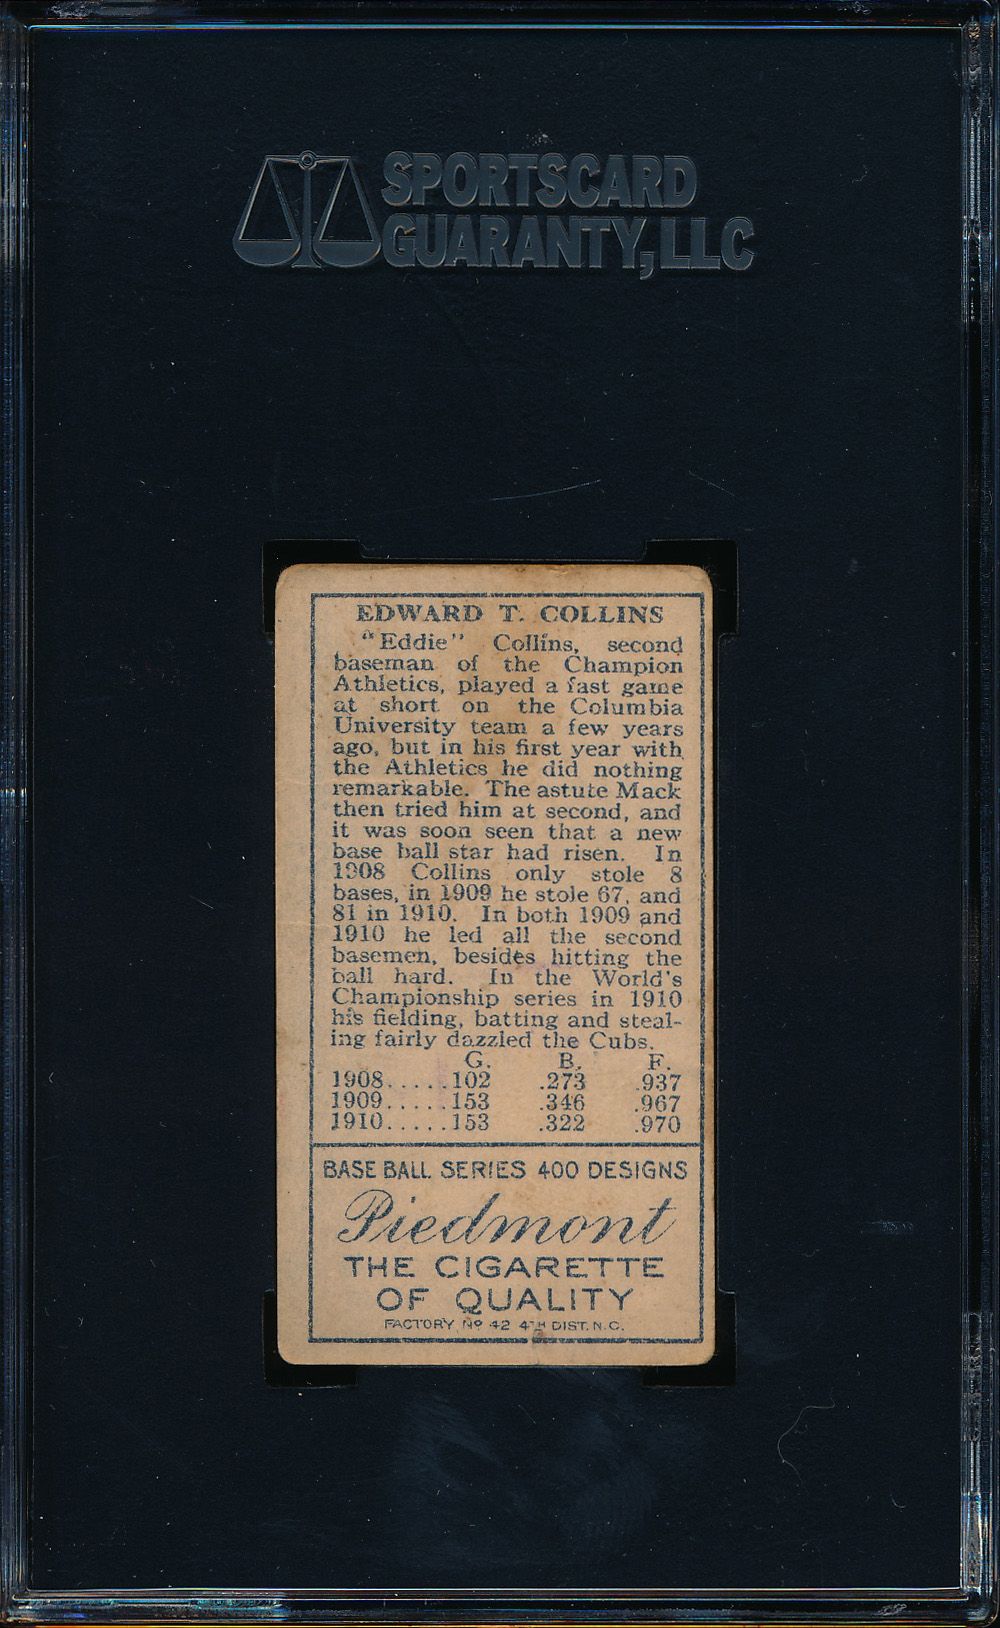 SPORTSCARD
GUARANTY, LLC
EDWARD T. COLLINS
"Eddie" Collins, second
baseman of the Champion
Athletics, played a fast game
at short on the Columbia
University team a few years
ago, but in his first year with
the Athletics he did nothing
remarkable. The astute Mack
then tried him at second, and
it was soon seen that a new
base ball star had risen. In
1908 Collins only stole 8
bases, in 1909 he stole 67, and
81 in 1910. In both 1909 and
1910 he led all the second
basemen, besides hitting the
ball hard. In the World's
Championship series in 1910
his fielding, batting and steal-
ing fairly dazzled the Cubs.
G. B. F.
1908.....102 .273 .937
1909.....153 .346 .967
1910.....153 .322 .970
BASE BALL SERIES 400 DESIGNS
Piedmont
THE CIGARETTE
OF QUALITY
FACTORY No 42 4TH DIST. N.C.